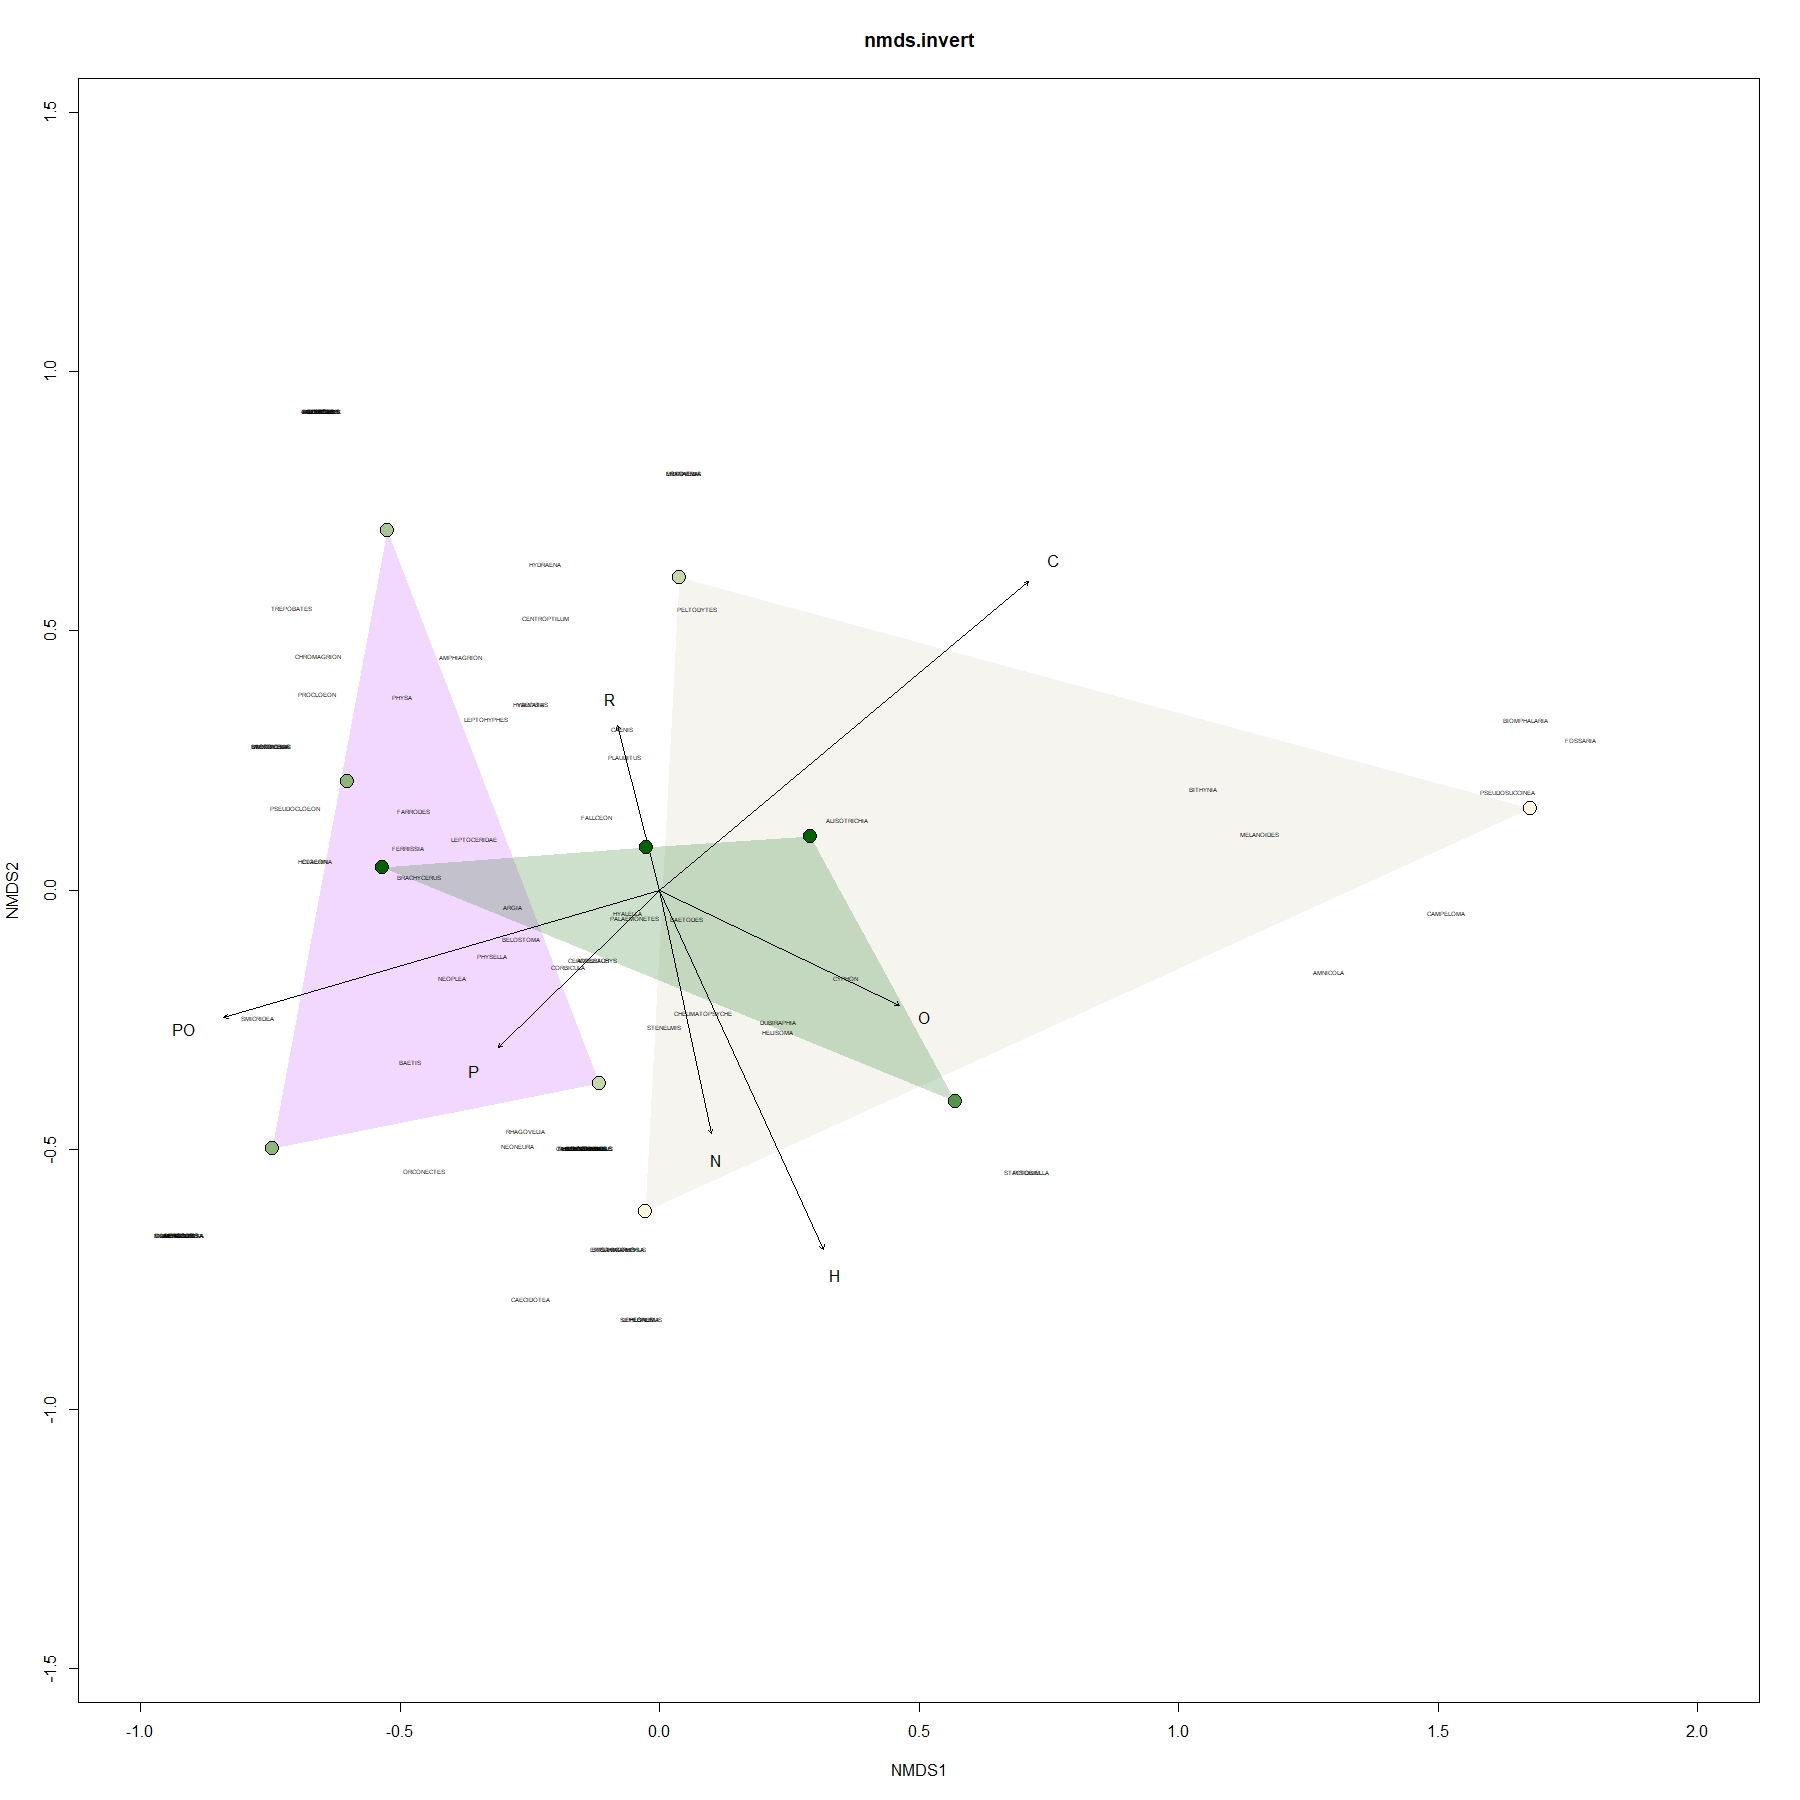 nmds.invert
1.5
1.0
0.5
0.0
-0.5
-1.0
-1.5
NMDS2
HYDRAENA
TREPOBATES
PELTODYTES
CENTROPTILUM
C
CHROMAGRION
AMPHIAGRION
PROCLOEON
PHYSA
R
LEPTOHYPHES
BIOMPHALARIA
CAENIS
FOSSARIA
PLAUDITUS
BITHYNIA
PSEUDOSUCCINEA
PSEUDOCLOEON
FARRODES
FALLCEON
ALISOTRICHIA
MELANOIDES
LEPTOCERIDAE
FERRISSIA
BRACHYCERUS
ARGIA
HYALELLA
CAMPELOMA
PALAEMONETES
BAETODES
BELOSTOMA
PHYSELLA
CORBICULA
AMNICOLA
NEOPLEA
CYPHON
CHEUMATOPSYCHE
SMICRIDEA
O
PO
DUBIRAPHIA
STENELMIS
HELISOMA
BAETIS
P
RHAGOVELIA
NEONEURA
N
ORCONECTES
H
CAECIDOTEA
-1.0 -0.5 0.0 0.5 1.0 1.5 2.0
NMDS1